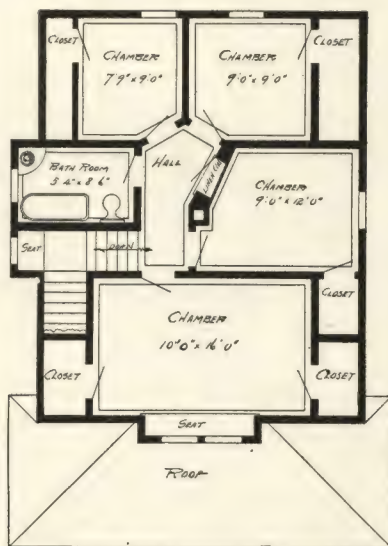 CLOSET
CHAMBER
7'9" x 9'0"
CHAMBER
9'0" x 9'0"
CLOSET
BATH ROOM
5'4" x 8'6"
HALL
LINEN CL.
CHAMBER
9'0" x 12'0"
SEAT
DOWN
CLOSET
CHAMBER
10'0" x 16'0"
CLOSET
CLOSET
SEAT
ROOF